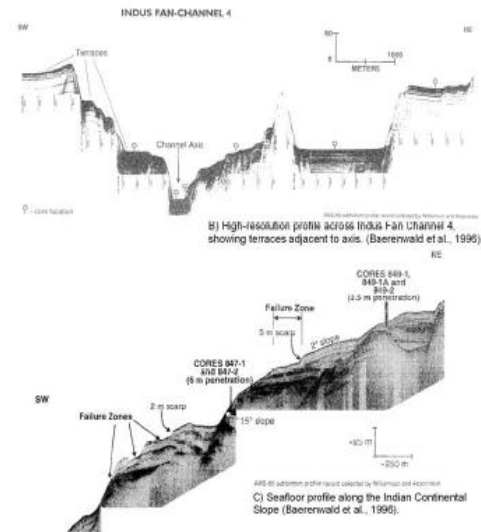 INDUS FAN-CHANNEL 4
SW
NE
Terraces
METERS
Channel Axis
B) High-resolution profile across Indus Fan Channel 4,
showing terraces adjacent to axis. (Baerenwald et al., 1996)
NE
CORES 849-1,
849-1A and
849-2
(2.5 m penetration)
Failure Zone
5 m scarp
2° slope
CORES 847-1
and 847-2
(5 m penetration)
SW
2 m scarp
Failure Zones
15° slope
C) Seafloor profile along the Indian Continental
Slope (Baerenwald et al., 1996).